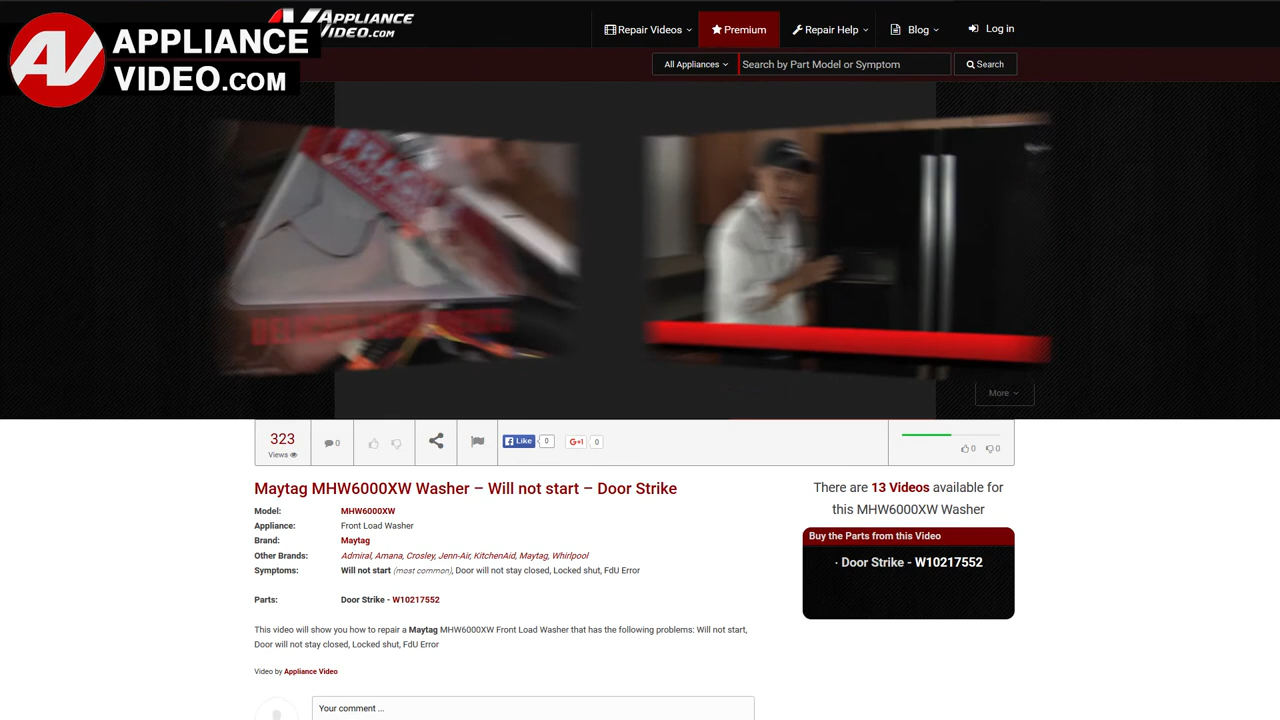 APPLIANCE
VIDEO.COM
APPLIANCE
VIDEO.COM
Repair Videos
Premium
Repair Help
Blog
Log in
All Appliances
Search by Part Model or Symptom
Search
FRAGILE
More
323
Views
0
Like
0
G+1
0
0
0
Maytag MHW6000XW Washer – Will not start – Door Strike
Model: MHW6000XW
Appliance: Front Load Washer
Brand: Maytag
Other Brands: Admiral, Amana, Crosley, Jenn-Air, KitchenAid, Maytag, Whirlpool
Symptoms: Will not start (most common), Door will not stay closed, Locked shut, FdU Error
Parts: Door Strike - W10217552
This video will show you how to repair a Maytag MHW6000XW Front Load Washer that has the following problems: Will not start,
Door will not stay closed, Locked shut, FdU Error
Video by Appliance Video
Your comment ...
There are 13 Videos available for
this MHW6000XW Washer
Buy the Parts from this Video
· Door Strike - W10217552